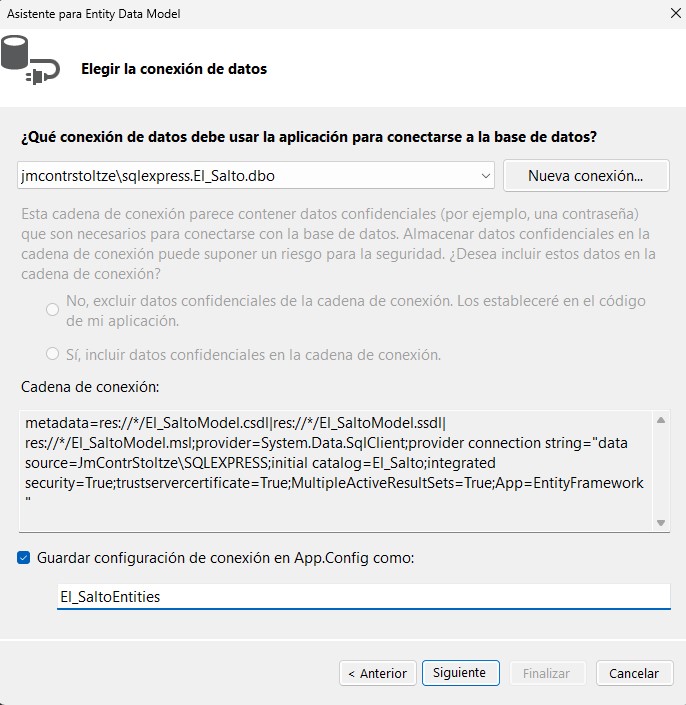 Asistente para Entity Data Model
Elegir la conexión de datos
¿Qué conexión de datos debe usar la aplicación para conectarse a la base de datos?
jmcontrstoltze\sqlexpress.El_Salto.dbo
Nueva conexión...
Esta cadena de conexión parece contener datos confidenciales (por ejemplo, una contraseña)
que son necesarios para conectarse con la base de datos. Almacenar datos confidenciales en la
cadena de conexión puede suponer un riesgo para la seguridad. ¿Desea incluir estos datos en la
cadena de conexión?
No, excluir datos confidenciales de la cadena de conexión. Los estableceré en el código
de mi aplicación.
Sí, incluir datos confidenciales en la cadena de conexión.
Cadena de conexión:
metadata=res://*/El_SaltoModel.csdl|res://*/El_SaltoModel.ssdl|
res://*/El_SaltoModel.msl;provider=System.Data.SqlClient;provider connection string="data
source=JmContrStoltze\SQLEXPRESS;initial catalog=El_Salto;integrated
security=True;trustservercertificate=True;MultipleActiveResultSets=True;App=EntityFramework
"
Guardar configuración de conexión en App.Config como:
El_SaltoEntities
< Anterior
Siguiente
Finalizar
Cancelar